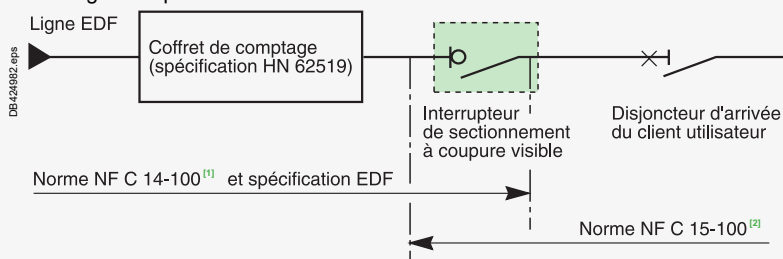 Ligne EDF
Coffret de comptage
(spécification HN 62519)
DB424982.eps
Interrupteur
de sectionnement
à coupure visible
Disjoncteur d'arrivée
du client utilisateur
Norme NF C 14-100 [1] et spécification EDF
Norme NF C 15-100 [2]